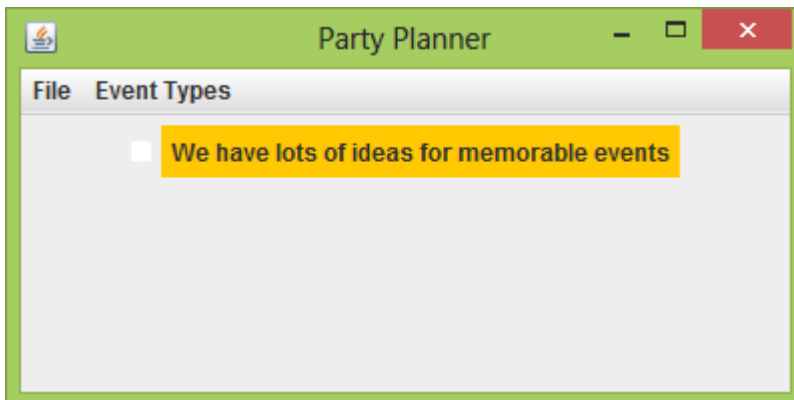 Party Planner
File Event Types
We have lots of ideas for memorable events